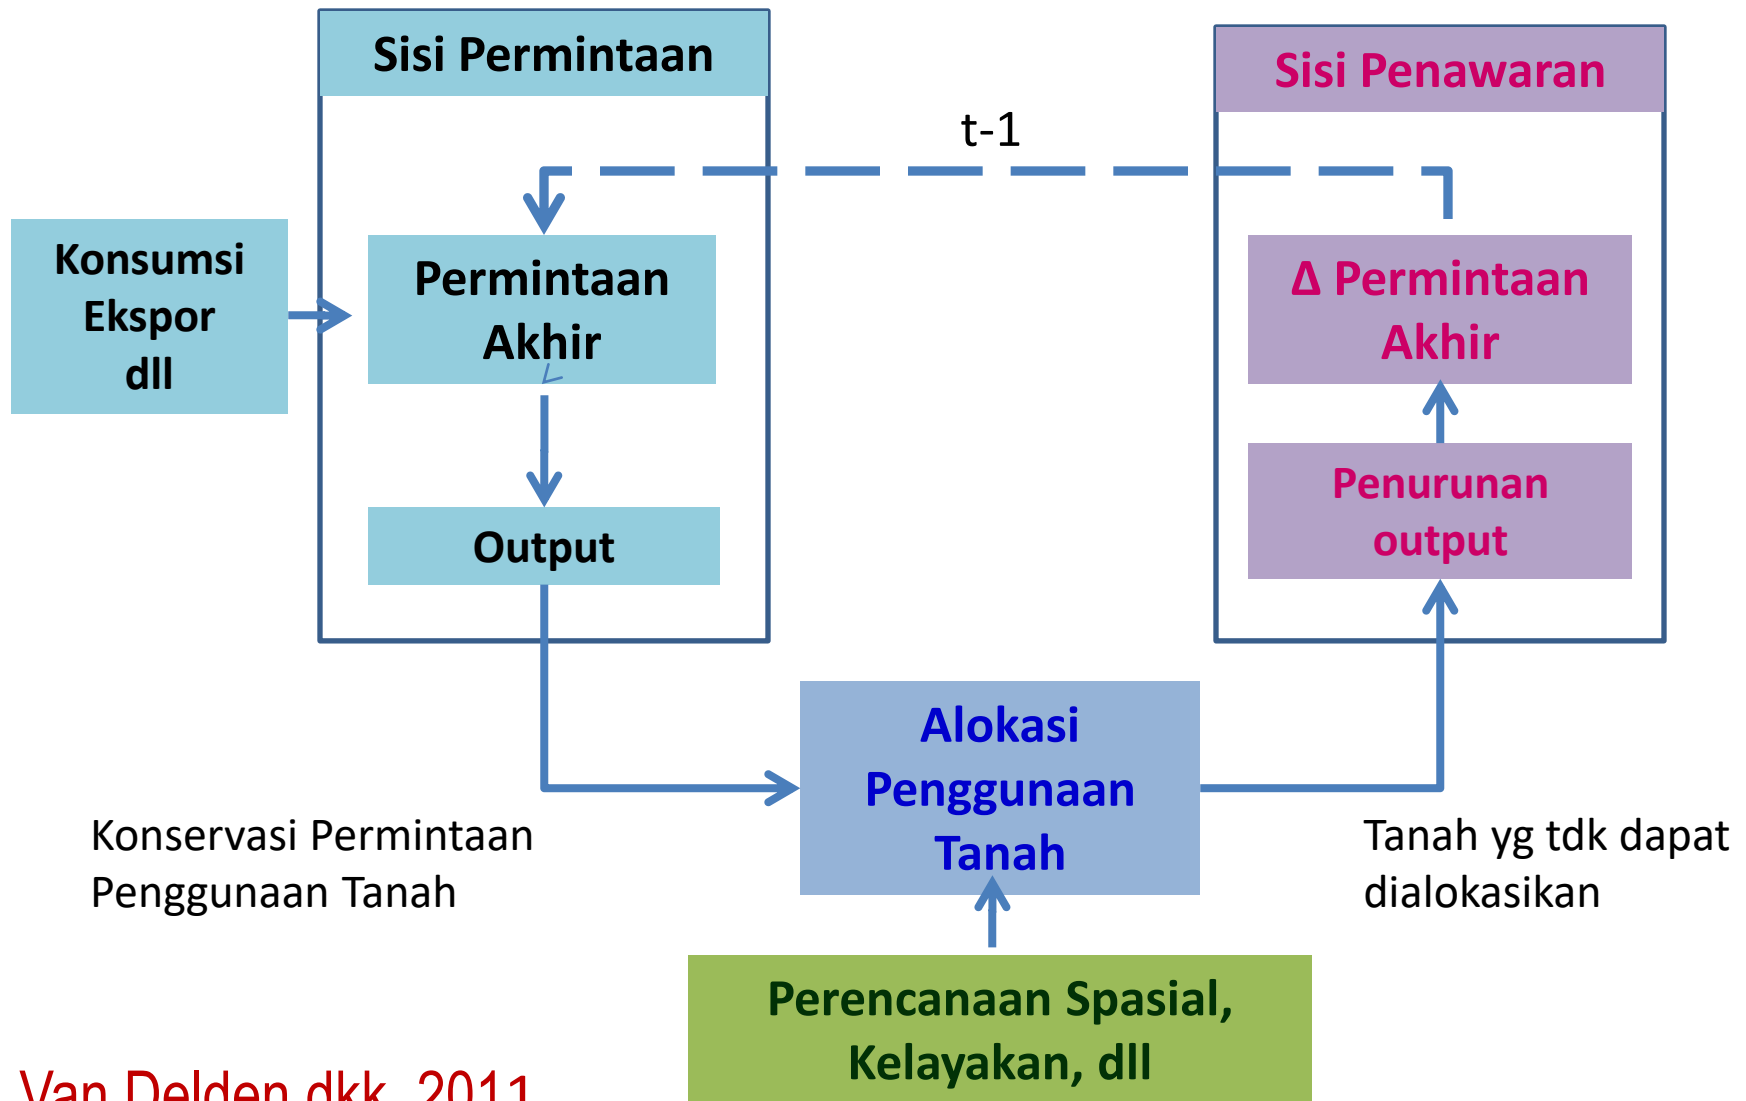 Sisi Permintaan
Sisi Penawaran
t-1
Konsumsi
Ekspor
dll
Permintaan
Akhir
Δ Permintaan
Akhir
Penurunan
output
Output
Alokasi
Penggunaan
Tanah
Konservasi Permintaan
Penggunaan Tanah
Tanah yg tdk dapat
dialokasikan
Perencanaan Spasial,
Kelayakan, dll
Van Delden dkk, 2011